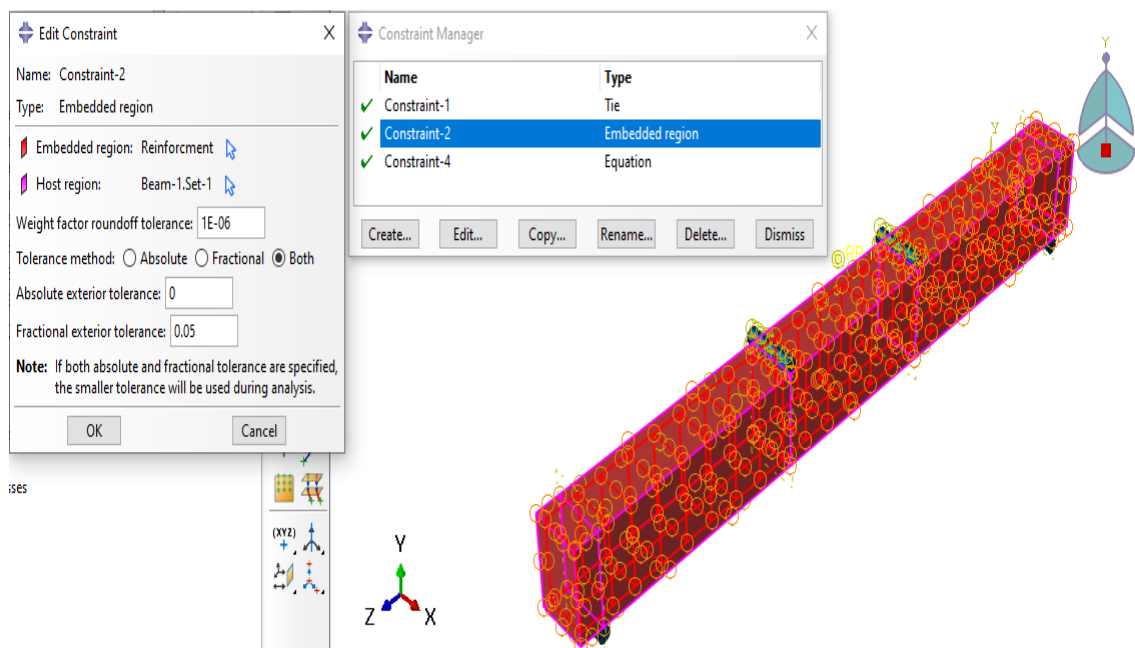 Edit Constraint
X
Name: Constraint-2
Type: Embedded region
Embedded region: Reinforcment
Host region: Beam-1.Set-1
Weight factor roundoff tolerance: 1E-06
Tolerance method: Absolute Fractional Both
Absolute exterior tolerance: 0
Fractional exterior tolerance: 0.05
Note: If both absolute and fractional tolerance are specified,
the smaller tolerance will be used during analysis.
OK Cancel
Constraint Manager
X
Name Type
Constraint-1 Tie
Constraint-2 Embedded region
Constraint-4 Equation
Create... Edit... Copy... Rename... Delete... Dismiss
sses
(XYZ)
Y
Z X
Y
Y
RP